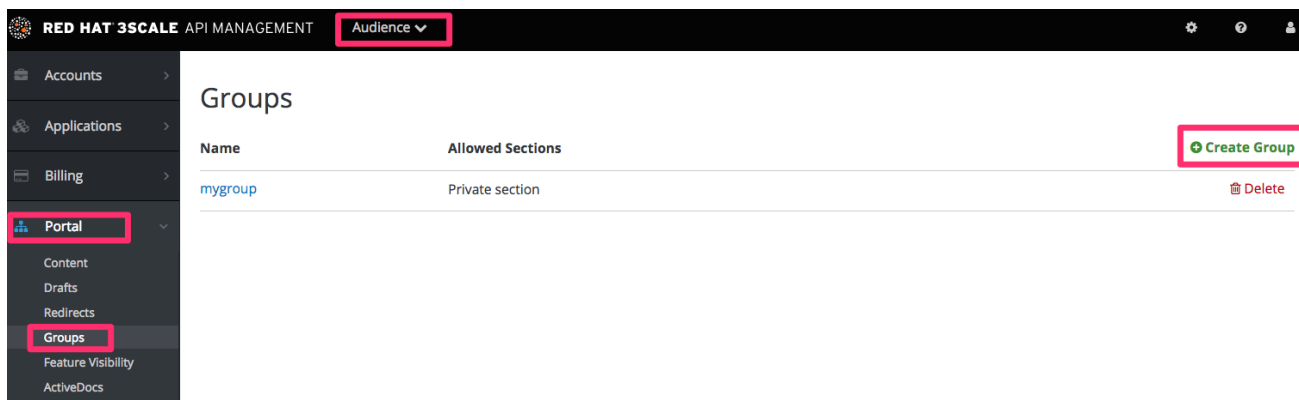 RED HAT 3SCALE API MANAGEMENT Audience
Accounts
Applications
Billing
Portal
Content
Drafts
Redirects
Groups
Feature Visibility
ActiveDocs
Groups
Name Allowed Sections Create Group
mygroup Private section Delete